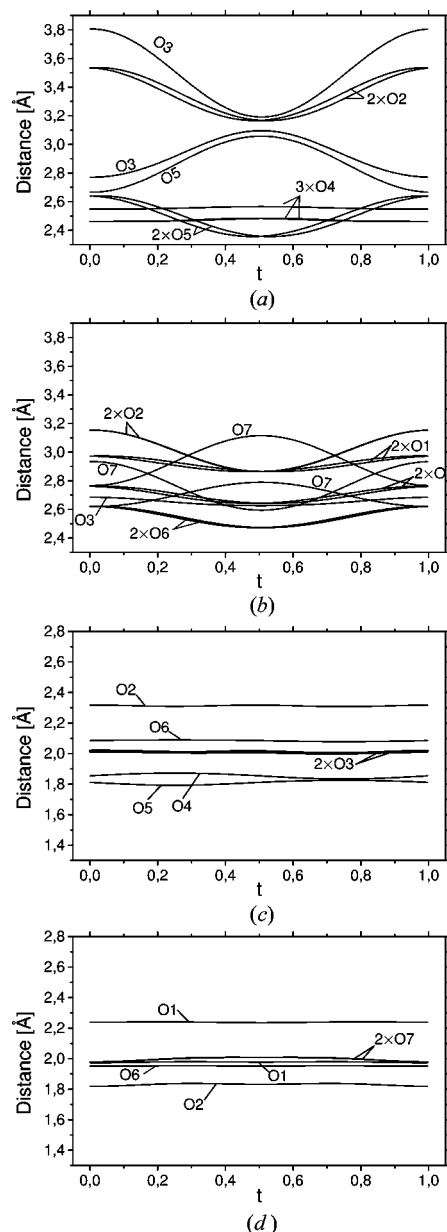 3,8
O3
3,6
3,4
2×O2
3,2
3,0
O3
O5
2,8
3×O4
2,6
2,4
2×O5
Distance [Å]
0,0 0,2 0,4 0,6 0,8 1,0
t
(a)
3,8
3,6
3,4
3,2
2×O2
O7
3,0
2×O1
O7
2,8
O7
2×O
O3
2,6
2×O6
2,4
Distance [Å]
0,0 0,2 0,4 0,6 0,8 1,0
t
(b)
2,8
2,6
2,4
O2
2,2
O6
2,0
2×O3
1,8
O5
O4
1,6
1,4
Distance [Å]
0,0 0,2 0,4 0,6 0,8 1,0
t
(c)
2,8
2,6
2,4
O1
2,2
2×O7
2,0
O6
O1
1,8
O2
1,6
1,4
Distance [Å]
0,0 0,2 0,4 0,6 0,8 1,0
t
(d)